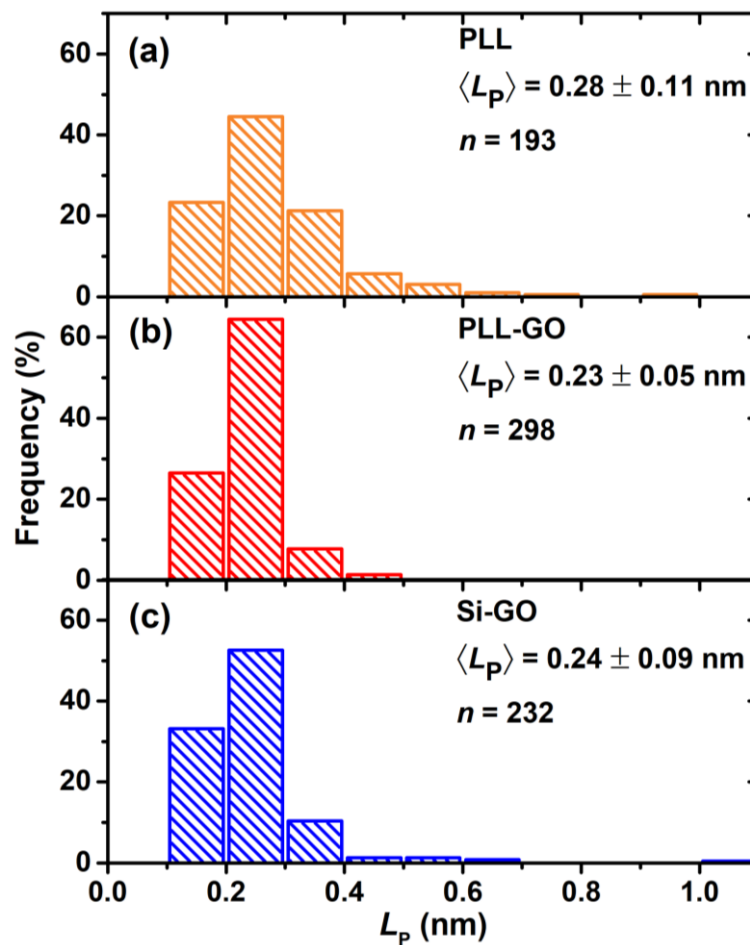 Frequency (%)
(a)
PLL
⟨LP⟩ = 0.28 ± 0.11 nm
n = 193
60
40
20
0
(b)
PLL-GO
⟨LP⟩ = 0.23 ± 0.05 nm
n = 298
60
40
20
0
(c)
Si-GO
⟨LP⟩ = 0.24 ± 0.09 nm
n = 232
60
40
20
0
0.0 0.2 0.4 0.6 0.8 1.0
LP (nm)